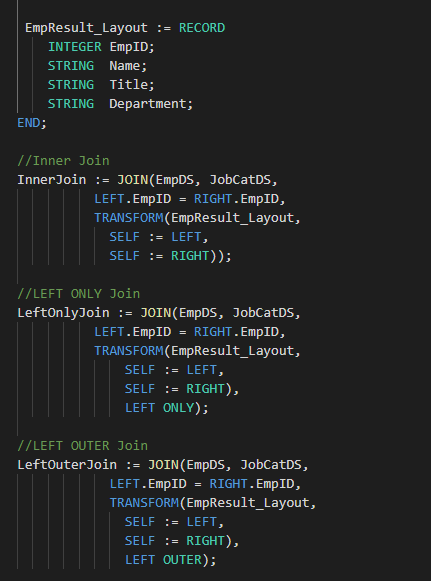 EmpResult_Layout := RECORD
INTEGER EmpID;
STRING Name;
STRING Title;
STRING Department;
END;
//Inner Join
InnerJoin := JOIN(EmpDS, JobCatDS,
LEFT.EmpID = RIGHT.EmpID,
TRANSFORM(EmpResult_Layout,
SELF := LEFT,
SELF := RIGHT));
//LEFT ONLY Join
LeftOnlyJoin := JOIN(EmpDS, JobCatDS,
LEFT.EmpID = RIGHT.EmpID,
TRANSFORM(EmpResult_Layout,
SELF := LEFT,
SELF := RIGHT),
LEFT ONLY);
//LEFT OUTER Join
LeftOuterJoin := JOIN(EmpDS, JobCatDS,
LEFT.EmpID = RIGHT.EmpID,
TRANSFORM(EmpResult_Layout,
SELF := LEFT,
SELF := RIGHT),
LEFT OUTER);